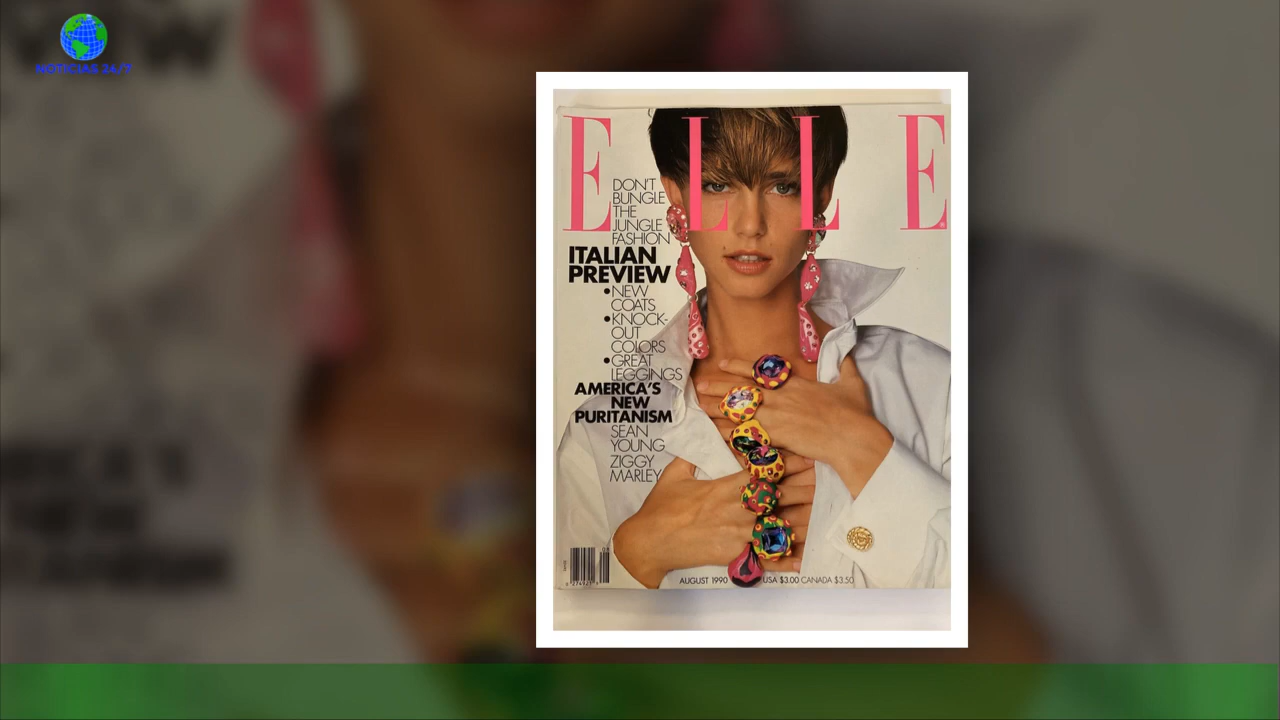 NOTICIAS 24/7
ELLE
DON'T
BUNGLE
THE
JUNGLE
FASHION
ITALIAN
PREVIEW
•NEW
COATS
•KNOCK-
OUT
COLORS
•GREAT
LEGGINGS
AMERICA'S
NEW
PURITANISM
SEAN
YOUNG
ZIGGY
MARLEY
AUGUST 1990 USA $3.00 CANADA $3.50